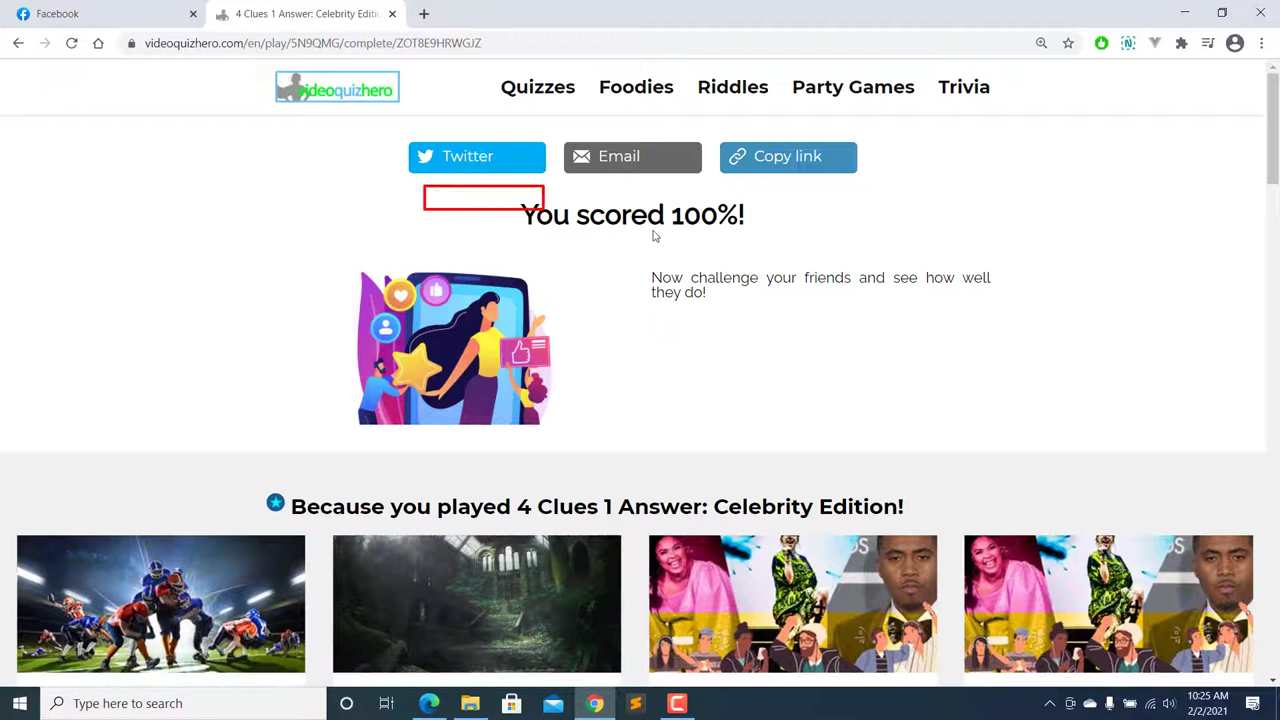 Facebook
4 Clues 1 Answer: Celebrity Editi
videoquizhero.com/en/play/5N9QMG/complete/ZOT8E9HRWGJZ
videoquizhero
Quizzes Foodies Riddles Party Games Trivia
Twitter Email Copy link
You scored 100%!
Now challenge your friends and see how well
they do!
Because you played 4 Clues 1 Answer: Celebrity Edition!
Type here to search
10:25 AM
2/2/2021